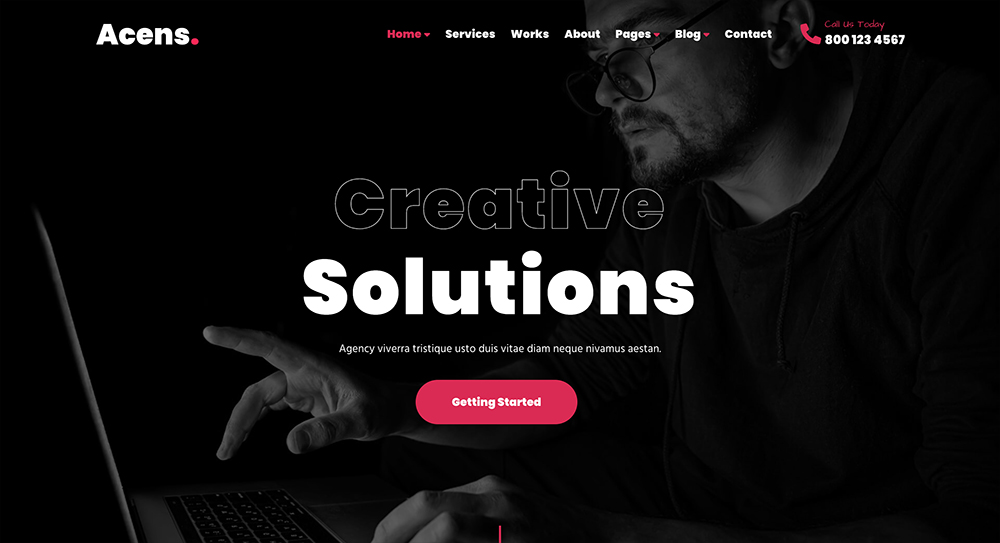 Acens.
Home Services Works About Pages Blog Contact
Call Us Today
800 123 4567
Creative
Solutions
Agency viverra tristique usto duis vitae diam neque nivamus aestan.
Getting Started